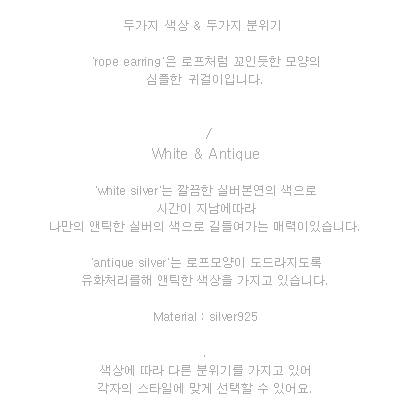 두가지 색상 & 두가지 분위기
'rope earring'은 로프처럼 꼬인듯한 모양의
심플한 귀걸이입니다.
/
White & Antique
'white silver'는 깔끔한 실버본연의 색으로
시간이 지남에따라
나만의 앤틱한 실버의 색으로 길들여가는 매력이있습니다.
'antique silver'는 로프모양이 도드라지도록
유화처리를해 앤틱한 색상을 가지고 있습니다.
Material : silver925
.
색상에 따라 다른 분위기를 가지고 있어
각자의 스타일에 맞게 선택할 수 있어요.